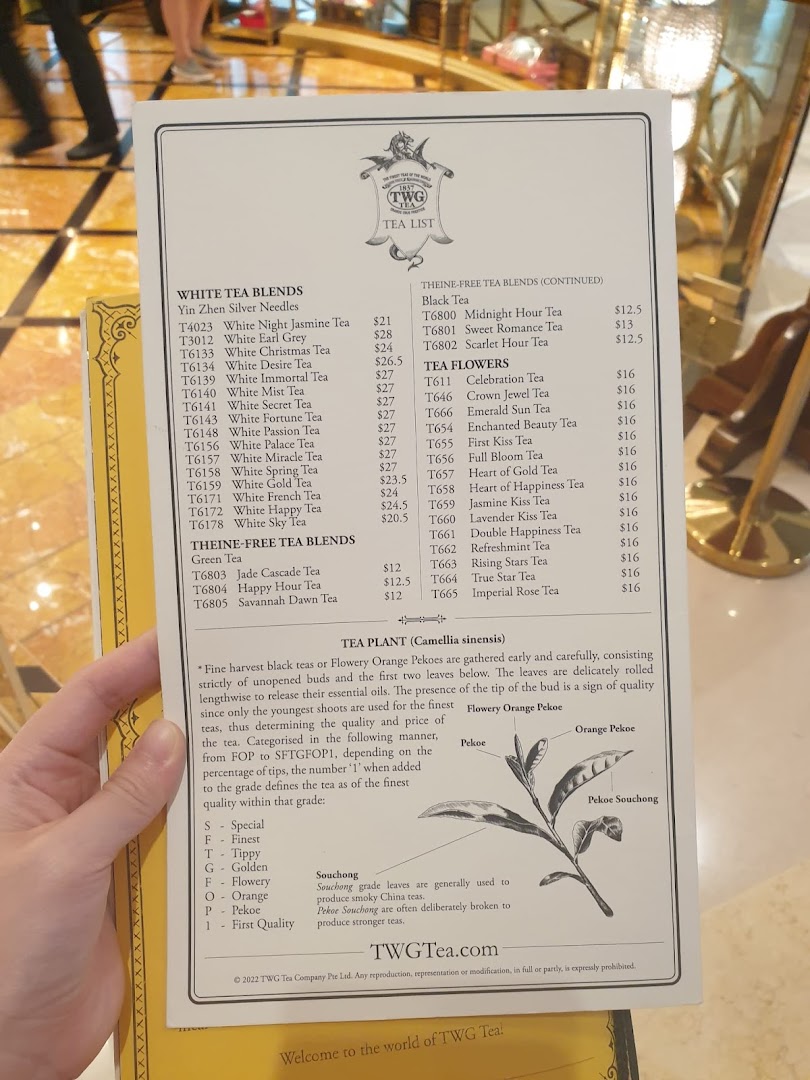 THE FINEST TEAS OF THE WORLD
1837
TWG
TEA
TEA LIST
WHITE TEA BLENDS
Yin Zhen Silver Needles
T4023 White Night Jasmine Tea $21
T3012 White Earl Grey $28
T6133 White Christmas Tea $24
T6134 White Desire Tea $26.5
T6139 White Immortal Tea $27
T6140 White Mist Tea $27
T6141 White Secret Tea $27
T6143 White Fortune Tea $27
T6148 White Passion Tea $27
T6156 White Palace Tea $27
T6157 White Miracle Tea $27
T6158 White Spring Tea $27
T6159 White Gold Tea $23.5
T6171 White French Tea $24
T6172 White Happy Tea $24.5
T6178 White Sky Tea $20.5
THEINE-FREE TEA BLENDS
Green Tea
T6803 Jade Cascade Tea $12
T6804 Happy Hour Tea $12.5
T6805 Savannah Dawn Tea $12
THEINE-FREE TEA BLENDS (CONTINUED)
Black Tea
T6800 Midnight Hour Tea $12.5
T6801 Sweet Romance Tea $13
T6802 Scarlet Hour Tea $12.5
TEA FLOWERS
T611 Celebration Tea $16
T646 Crown Jewel Tea $16
T666 Emerald Sun Tea $16
T654 Enchanted Beauty Tea $16
T655 First Kiss Tea $16
T656 Full Bloom Tea $16
T657 Heart of Gold Tea $16
T658 Heart of Happiness Tea $16
T659 Jasmine Kiss Tea $16
T660 Lavender Kiss Tea $16
T661 Double Happiness Tea $16
T662 Refreshmint Tea $16
T663 Rising Stars Tea $16
T664 True Star Tea $16
T665 Imperial Rose Tea $16
TEA PLANT (Camellia sinensis)
* Fine harvest black teas or Flowery Orange Pekoes are gathered early and carefully, consisting
strictly of unopened buds and the first two leaves below. The leaves are delicately rolled
lengthwise to release their essential oils. The presence of the tip of the bud is a sign of quality
since only the youngest shoots are used for the finest
teas, thus determining the quality and price of
the tea. Categorised in the following manner,
from FOP to SFTGFOP1, depending on the
percentage of tips, the number '1' when added
to the grade defines the tea as of the finest
quality within that grade:
S - Special
F - Finest
T - Tippy
G - Golden
F - Flowery
O - Orange
P - Pekoe
1 - First Quality
Flowery Orange Pekoe
Orange Pekoe
Pekoe
Pekoe Souchong
Souchong
Souchong grade leaves are generally used to
produce smoky China teas.
Pekoe Souchong are often deliberately broken to
produce stronger teas.
TWGTea.com
© 2022 TWG Tea Company Pte Ltd. Any reproduction, representation or modification, in full or partly, is expressly prohibited.
Welcome to the world of TWG Tea!